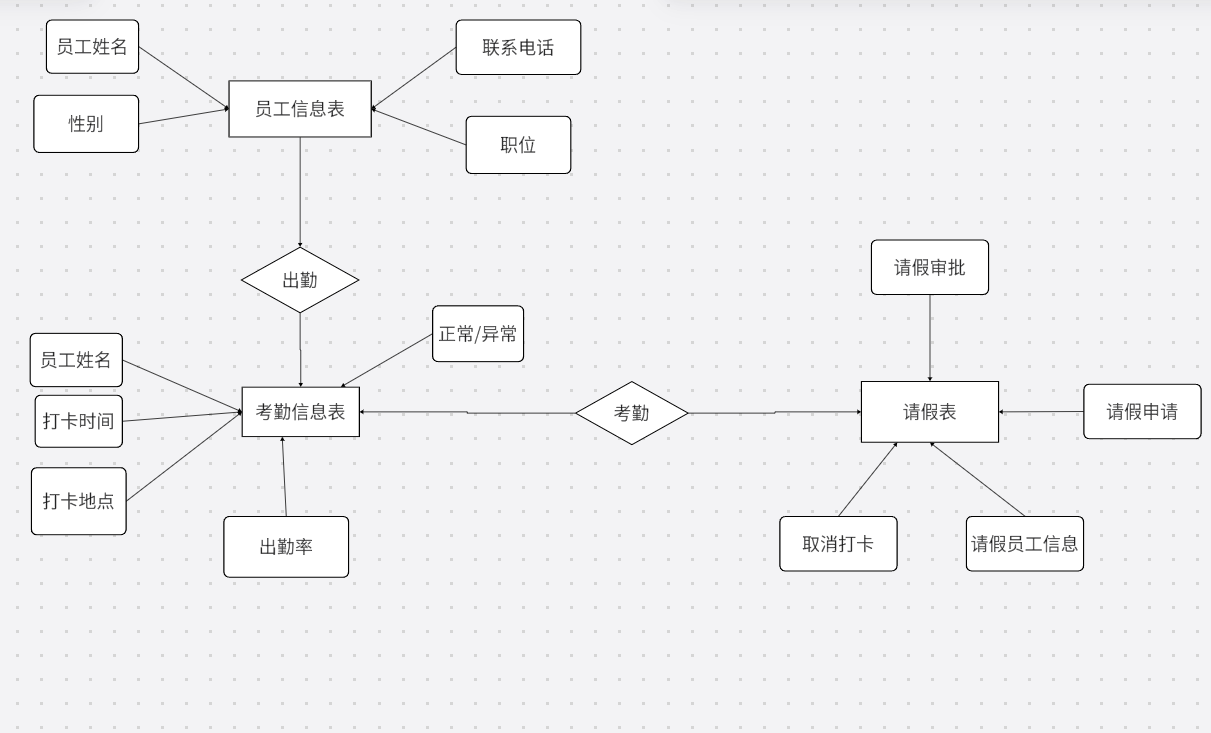 员工姓名
联系电话
员工信息表
性别
职位
出勤
请假审批
正常/异常
员工姓名
打卡时间
考勤信息表
考勤
请假表
请假申请
打卡地点
出勤率
取消打卡
请假员工信息